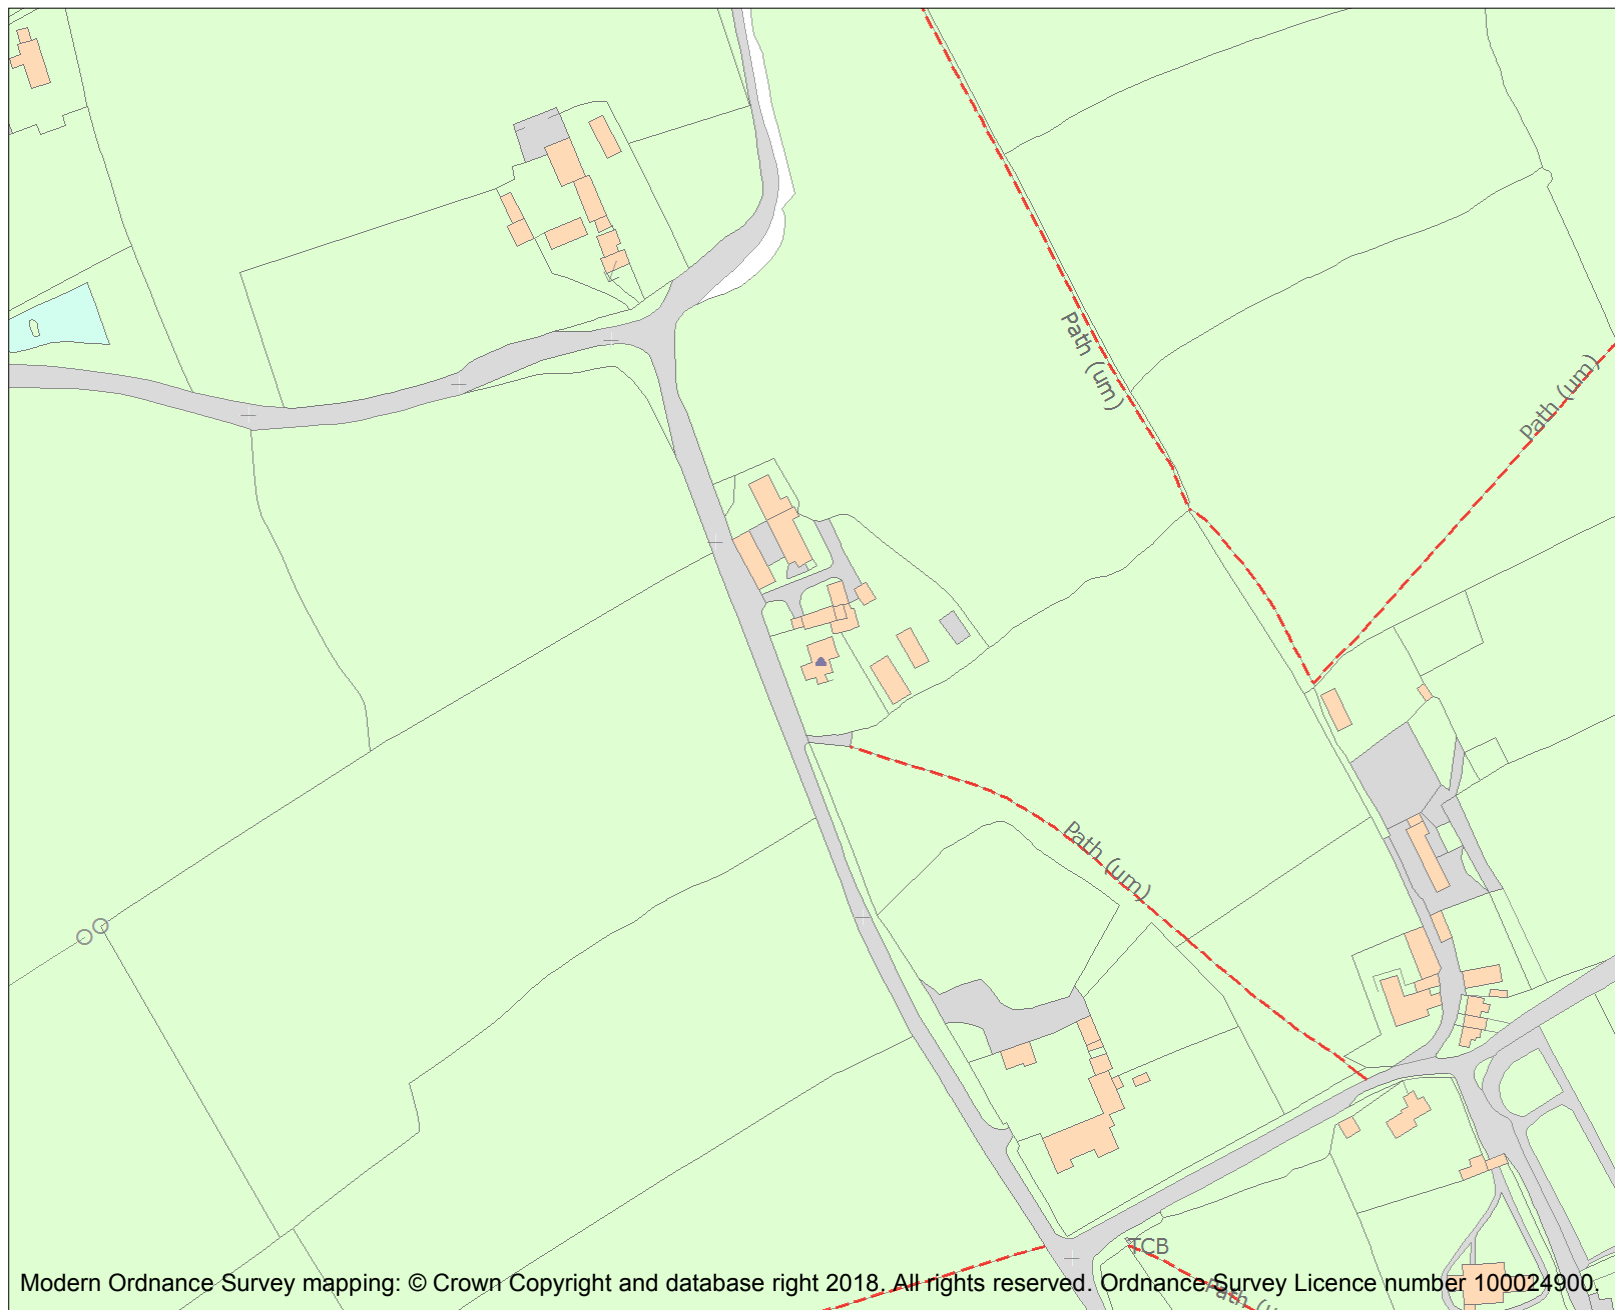 Path (um)
Path (um)
Path (um)
TCB
Modern Ordnance Survey mapping: © Crown Copyright and database right 2018. All rights reserved. Ordnance Survey Licence number 100024900.
Path